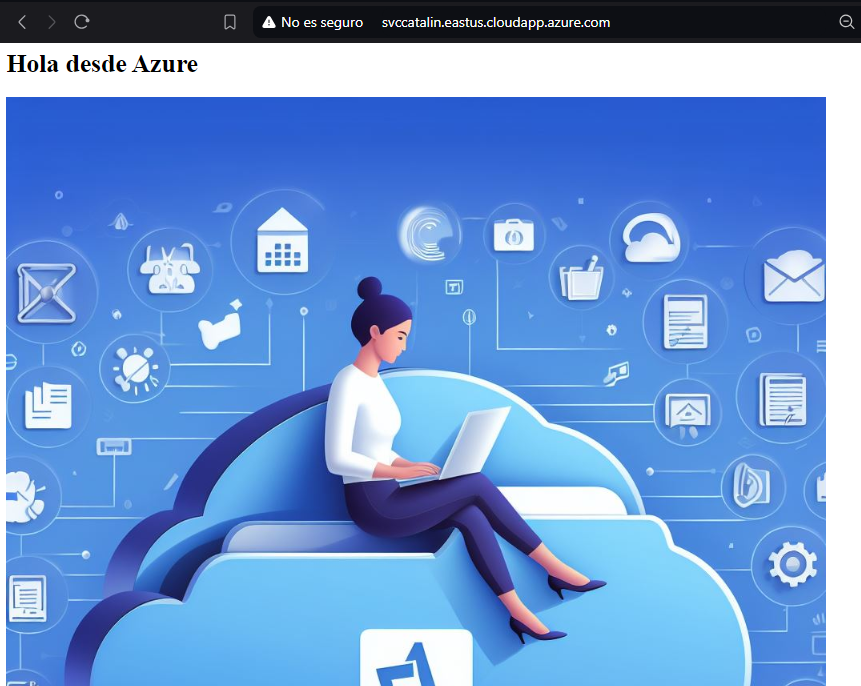 No es seguro svccatalin.eastus.cloudapp.azure.com
Hola desde Azure